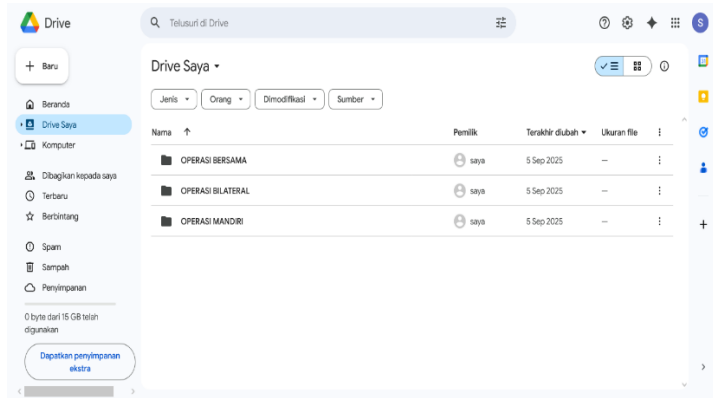 Drive
Telusuri di Drive
S
Baru
Beranda
Drive Saya
Komputer
Dibagikan kepada saya
Terbaru
Berbintang
Spam
Sampah
Penyimpanan
0 byte dari 15 GB telah
digunakan
Dapatkan penyimpanan
ekstra
Drive Saya
Jenis Orang Dimodifikasi Sumber
Nama Pemilik Terakhir diubah Ukuran file
OPERASI BERSAMA saya 5 Sep 2025 —
OPERASI BILATERAL saya 5 Sep 2025 —
OPERASI MANDIRI saya 5 Sep 2025 —